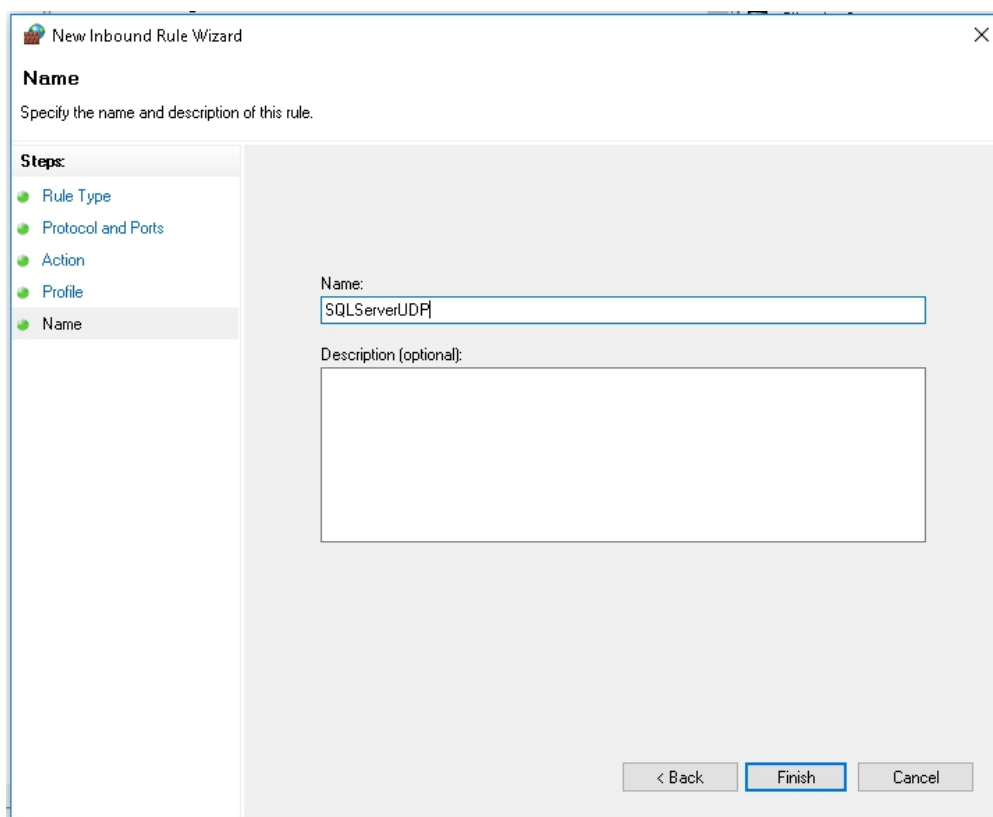 New Inbound Rule Wizard
Name
Specify the name and description of this rule.
Steps:
Rule Type
Protocol and Ports
Action
Profile
Name
Name:
SQLServerUDP
Description (optional):
< Back
Finish
Cancel